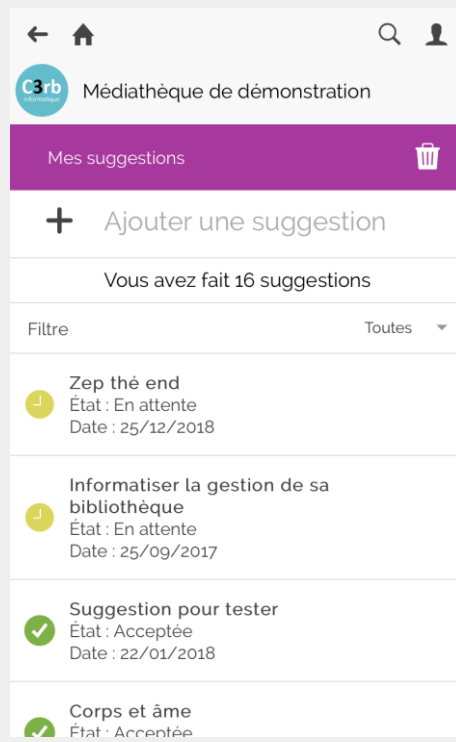 C3rb
informatique
Médiathèque de démonstration
Mes suggestions
Ajouter une suggestion
Vous avez fait 16 suggestions
Filtre Toutes
Zep thé end
État : En attente
Date : 25/12/2018
Informatiser la gestion de sa
bibliothèque
État : En attente
Date : 25/09/2017
Suggestion pour tester
État : Acceptée
Date : 22/01/2018
Corps et âme
État : Acceptée